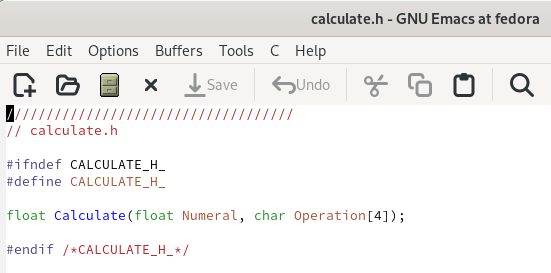 calculate.h - GNU Emacs at fedora
File Edit Options Buffers Tools C Help
Save Undo
////////////////////////////////////
// calculate.h
#ifndef CALCULATE_H_
#define CALCULATE_H_
float Calculate(float Numeral, char Operation[4]);
#endif /*CALCULATE_H_*/